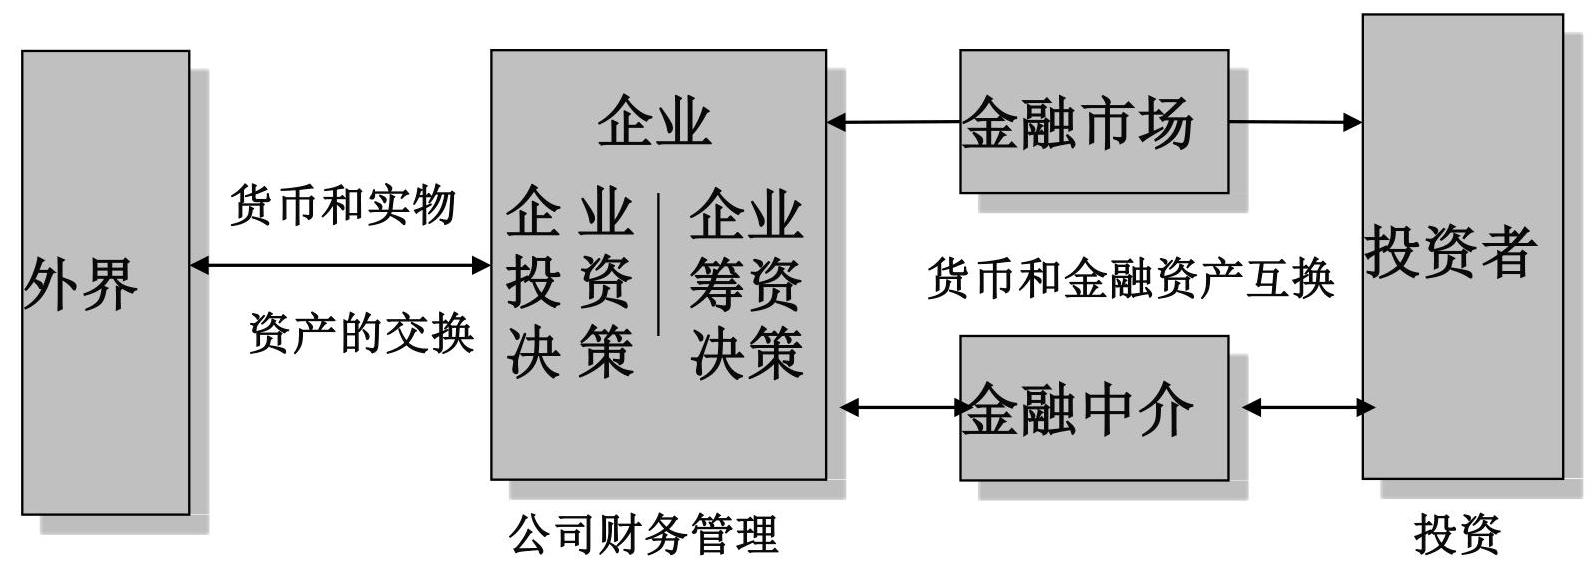 外界
货币和实物
资产的交换
企业
企业
投资
决策
企业
筹资
决策
公司财务管理
金融市场
货币和金融资产互换
金融中介
投资者
投资